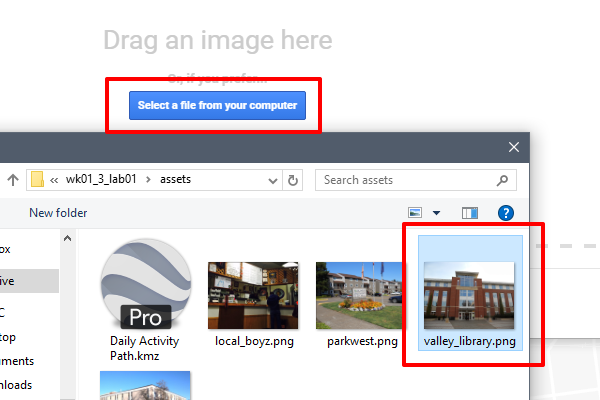 Drag an image here
Or, if you prefer...
Select a file from your computer
« wk01_3_lab01 > assets
Search assets
New folder
?
ox
ive
C
top
uments
nloads
Pro
Daily Activity
Path.kmz
local_boyz.png
parkwest.png
valley_library.png